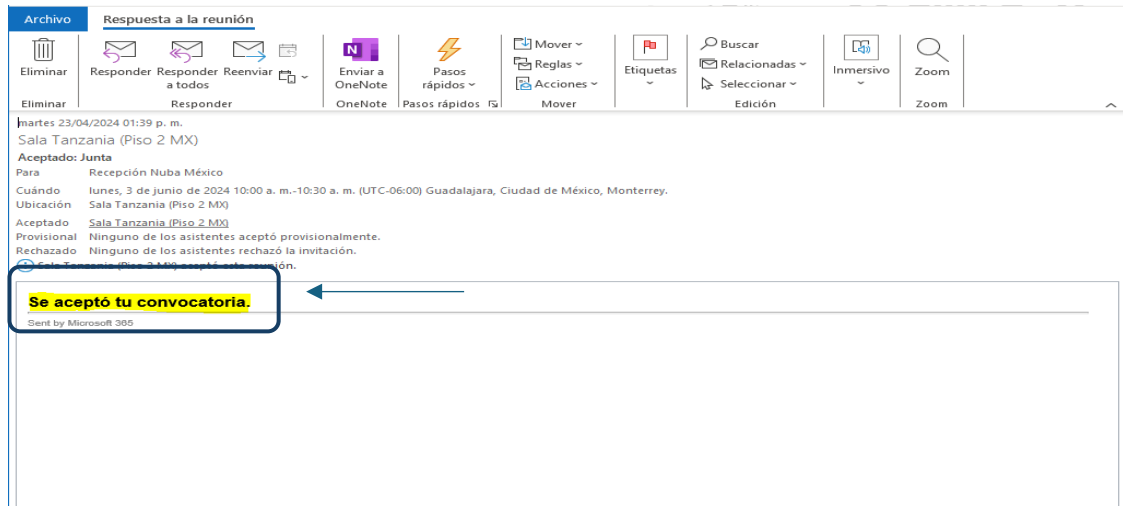 Archivo Respuesta a la reunión
Eliminar
Responder Responder a todos Reenviar
Enviar a OneNote
Pasos rápidos
Mover
Reglas
Acciones
Etiquetas
Buscar
Relacionadas
Seleccionar
Inmersivo
Zoom
Eliminar Responder OneNote Pasos rápidos Mover Edición Zoom
martes 23/04/2024 01:39 p. m.
Sala Tanzania (Piso 2 MX)
Aceptado: Junta
Para Recepción Nuba México
Cuándo lunes, 3 de junio de 2024 10:00 a. m.-10:30 a. m. (UTC-06:00) Guadalajara, Ciudad de México, Monterrey.
Ubicación Sala Tanzania (Piso 2 MX)
Aceptado Sala Tanzania (Piso 2 MX)
Provisional Ninguno de los asistentes aceptó provisionalmente.
Rechazado Ninguno de los asistentes rechazó la invitación.
Sala Tanzania (Piso 2 MX) aceptó esta reunión.
Se aceptó tu convocatoria.
Sent by Microsoft 365